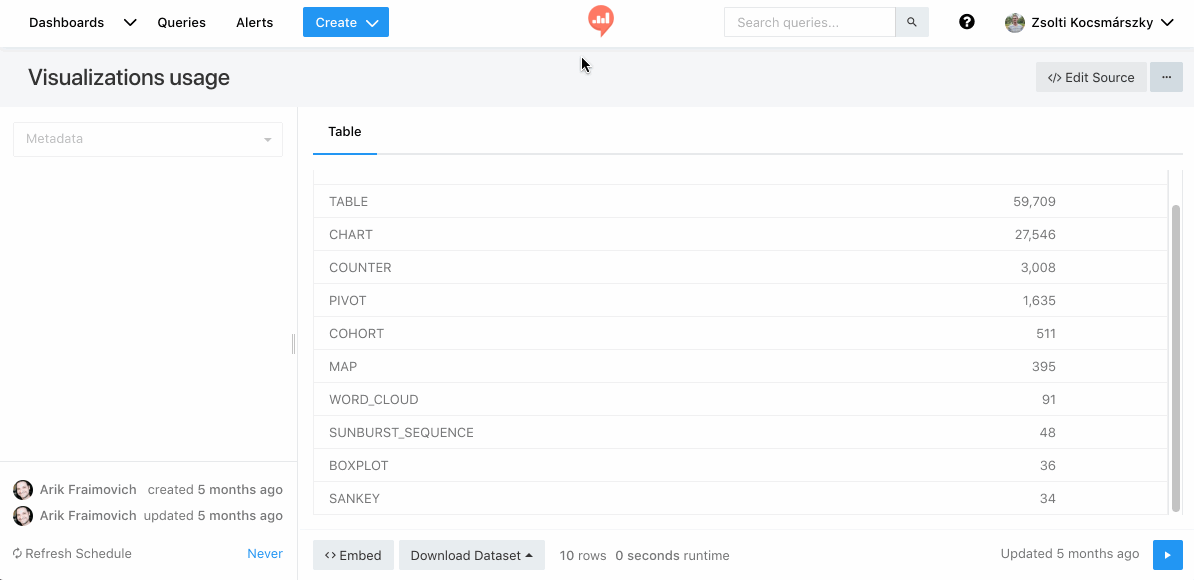 Dashboards Queries Alerts Create Search queries... Zsolti Kocsmárszky
Visualizations usage </> Edit Source ...
Metadata
Table
TABLE 59,709
CHART 27,546
COUNTER 3,008
PIVOT 1,635
COHORT 511
MAP 395
WORD_CLOUD 91
SUNBURST_SEQUENCE 48
BOXPLOT 36
SANKEY 34
Arik Fraimovich created 5 months ago
Arik Fraimovich updated 5 months ago
Refresh Schedule Never
<> Embed Download Dataset 10 rows 0 seconds runtime Updated 5 months ago